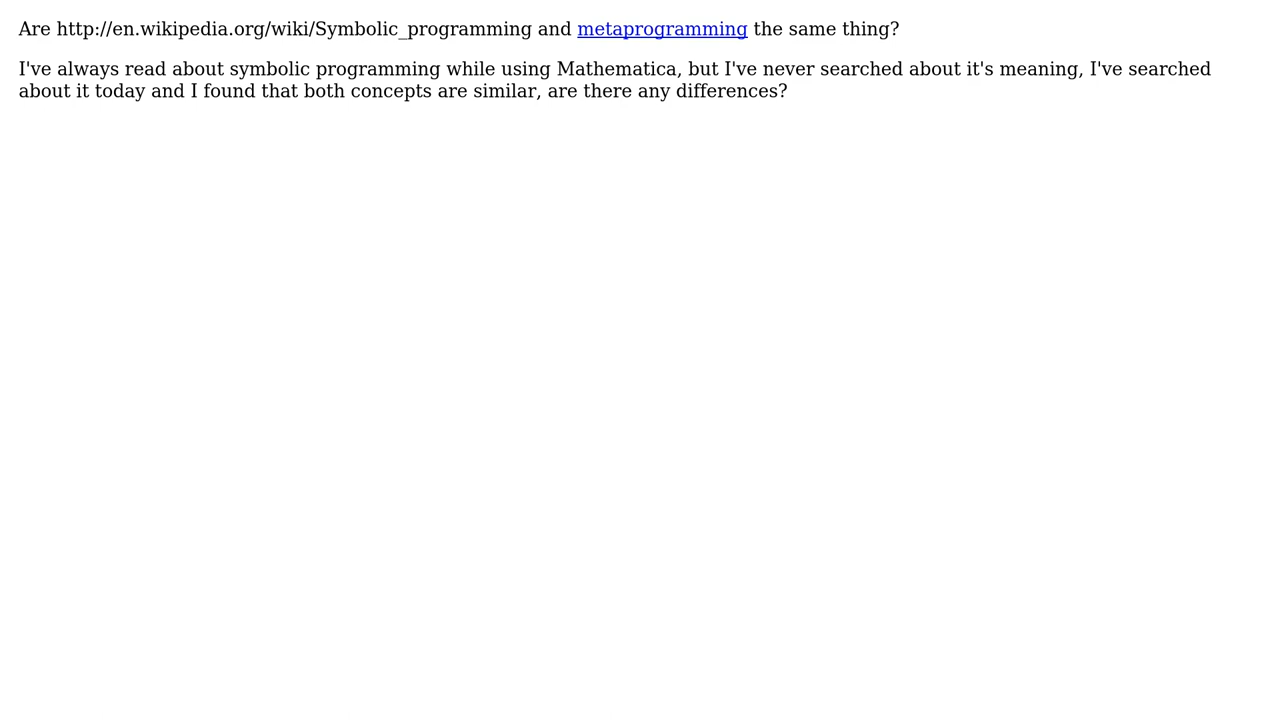 Are http://en.wikipedia.org/wiki/Symbolic_programming and metaprogramming the same thing?
I've always read about symbolic programming while using Mathematica, but I've never searched about it's meaning, I've searched
about it today and I found that both concepts are similar, are there any differences?